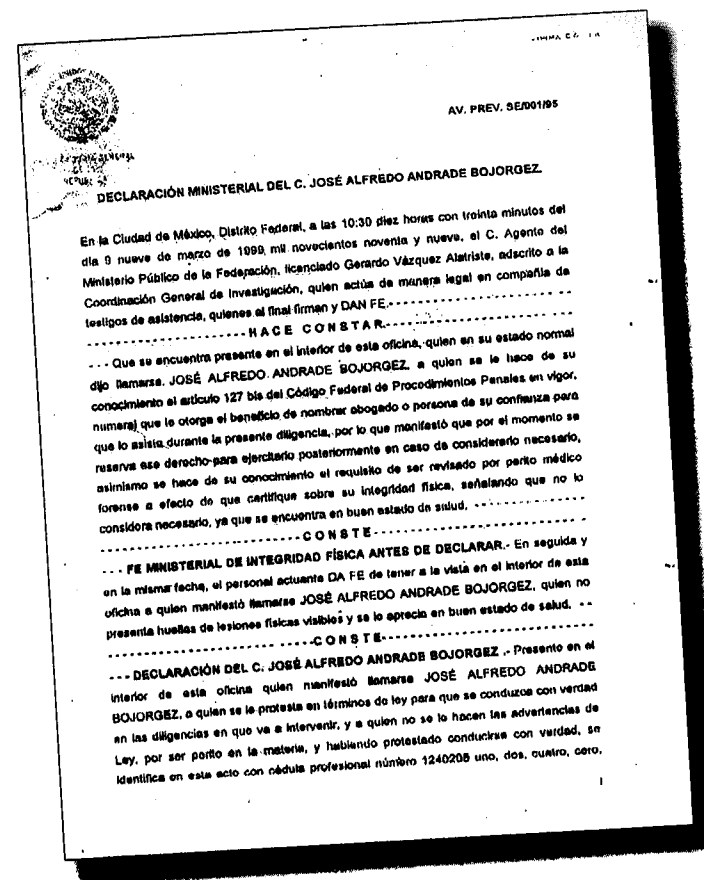 AV. PREV. SE/001/95
DECLARACIÓN MINISTERIAL DEL C. JOSÉ ALFREDO ANDRADE BOJORGEZ.
En la Ciudad de México, Distrito Federal, a las 10:30 diez horas con treinta minutos del
día 9 nueve de marzo de 1999, mil novecientos noventa y nueve, el C. Agente del
Ministerio Público de la Federación, licenciado Gerardo Vázquez Alatriste, adscrito a la
Coordinación General de Investigación, quien actúa de manera legal en compañía de
testigos de asistencia, quienes al final firman y DAN FE.- - - - - - - - - - - - - - - - - -
- - - - - - - - - - - - - - - - - - - - H A C E  C O N S T A R.- - - - - - - - - - - - - - - - - - - -
- - - Que se encuentra presente en el interior de esta oficina, quien en su estado normal
dijo llamarse, JOSÉ ALFREDO ANDRADE BOJORGEZ, a quien se le hace de su
conocimiento el artículo 127 bis del Código Federal de Procedimientos Penales en vigor,
numeral que le otorga el beneficio de nombrar abogado o persona de su confianza para
que lo asista durante la presente diligencia, por lo que manifestó que por el momento se
reserva ese derecho para ejercitarlo posteriormente en caso de considerarlo necesario,
asimismo se hace de su conocimiento el requisito de ser revisado por perito médico
forense a efecto de que certifique sobre su integridad física, señalando que no lo
considera necesario, ya que se encuentra en buen estado de salud. - - - - - - - - - - - -
- - - - - - - - - - - - - - - - - - - - - - - - C O N S T E - - - - - - - - - - - - - - - - - - - - - - -
- - - FE MINISTERIAL DE INTEGRIDAD FÍSICA ANTES DE DECLARAR.- En seguida y
en la misma fecha, el personal actuante DA FE de tener a la vista en el interior de esta
oficina a quien manifestó llamarse JOSÉ ALFREDO ANDRADE BOJORGEZ, quien no
presenta huellas de lesiones físicas visibles y se le aprecia en buen estado de salud. - -
- - - - - - - - - - - - - - - - - - - - - - C O N S T E- - - - - - - - - - - - - - - - - - - - - - -
- - - DECLARACIÓN DEL C. JOSÉ ALFREDO ANDRADE BOJORGEZ .- Presente en el
interior de esta oficina quien manifestó llamarse JOSÉ ALFREDO ANDRADE
BOJORGEZ, a quien se le protesta en términos de ley para que se conduzca con verdad
en las diligencias en que va a intervenir, y a quien no se le hacen las advertencias de
Ley, por ser perito en la materia, y habiendo protestado conducirse con verdad, se
identifica en este acto con cédula profesional número 1240205 uno, dos, cuatro, cero,